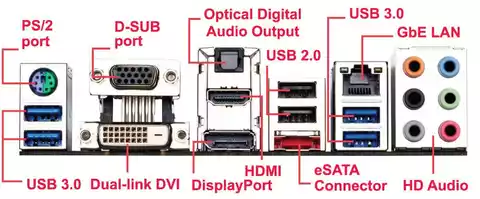 PS/2
port
D-SUB
port
Optical Digital
Audio Output
USB 2.0
USB 3.0
GbE LAN
USB 3.0
Dual-link DVI
DisplayPort
HDMI
eSATA
Connector
HD Audio